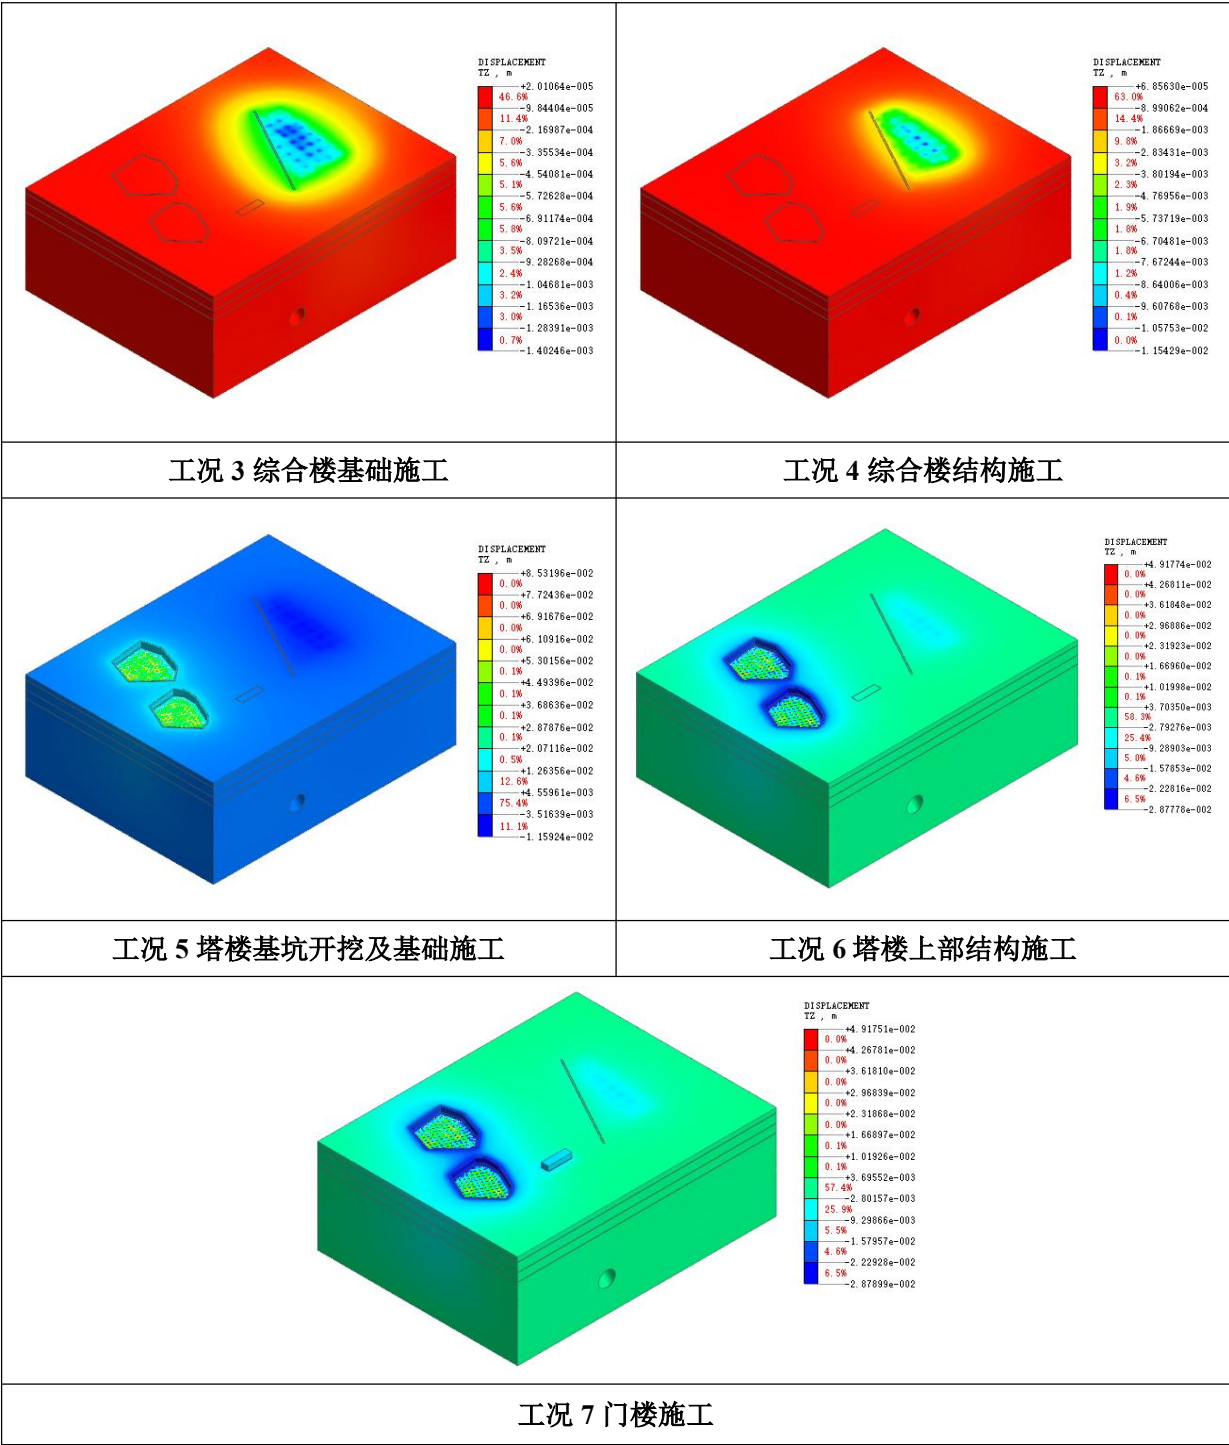 DISPLACEMENT
TZ , m
+2.01064e-005
46.6%
-9.84404e-005
11.4%
-2.16987e-004
7.0%
-3.35534e-004
5.6%
-4.54081e-004
5.1%
-5.72628e-004
5.6%
-6.91174e-004
5.8%
-8.09721e-004
3.5%
-9.28268e-004
2.4%
-1.04681e-003
3.2%
-1.16536e-003
3.0%
-1.28391e-003
0.7%
-1.40246e-003
DISPLACEMENT
TZ , m
+6.85630e-005
63.0%
-8.99062e-004
14.4%
-1.86669e-003
9.8%
-2.83431e-003
3.2%
-3.80194e-003
2.3%
-4.76956e-003
1.9%
-5.73719e-003
1.8%
-6.70481e-003
1.8%
-7.67244e-003
1.2%
-8.64006e-003
0.4%
-9.60768e-003
0.1%
-1.05753e-002
0.0%
-1.15429e-002
工况 3 综合楼基础施工
工况 4 综合楼结构施工
DISPLACEMENT
TZ , m
+8.53196e-002
0.0%
+7.72436e-002
0.0%
+6.91676e-002
0.0%
+6.10916e-002
0.0%
+5.30156e-002
0.1%
+4.49396e-002
0.1%
+3.68636e-002
0.1%
+2.87876e-002
0.1%
+2.07116e-002
0.5%
+1.26356e-002
12.6%
+4.55961e-003
75.4%
-3.51639e-003
11.1%
-1.15924e-002
DISPLACEMENT
TZ , m
+4.91774e-002
0.0%
+4.26811e-002
0.0%
+3.61848e-002
0.0%
+2.96886e-002
0.0%
+2.31923e-002
0.0%
+1.66960e-002
0.1%
+1.01998e-002
0.1%
+3.70350e-003
58.3%
-2.79276e-003
25.4%
-9.28903e-003
5.0%
-1.57853e-002
4.6%
-2.22816e-002
6.5%
-2.87778e-002
工况 5 塔楼基坑开挖及基础施工
工况 6 塔楼上部结构施工
DISPLACEMENT
TZ , m
+4.91751e-002
0.0%
+4.26781e-002
0.0%
+3.61810e-002
0.0%
+2.96839e-002
0.0%
+2.31868e-002
0.0%
+1.66897e-002
0.1%
+1.01926e-002
0.1%
+3.69552e-003
57.4%
-2.80157e-003
25.9%
-9.29866e-003
5.5%
-1.57957e-002
4.6%
-2.22928e-002
6.5%
-2.87899e-002
工况 7 门楼施工